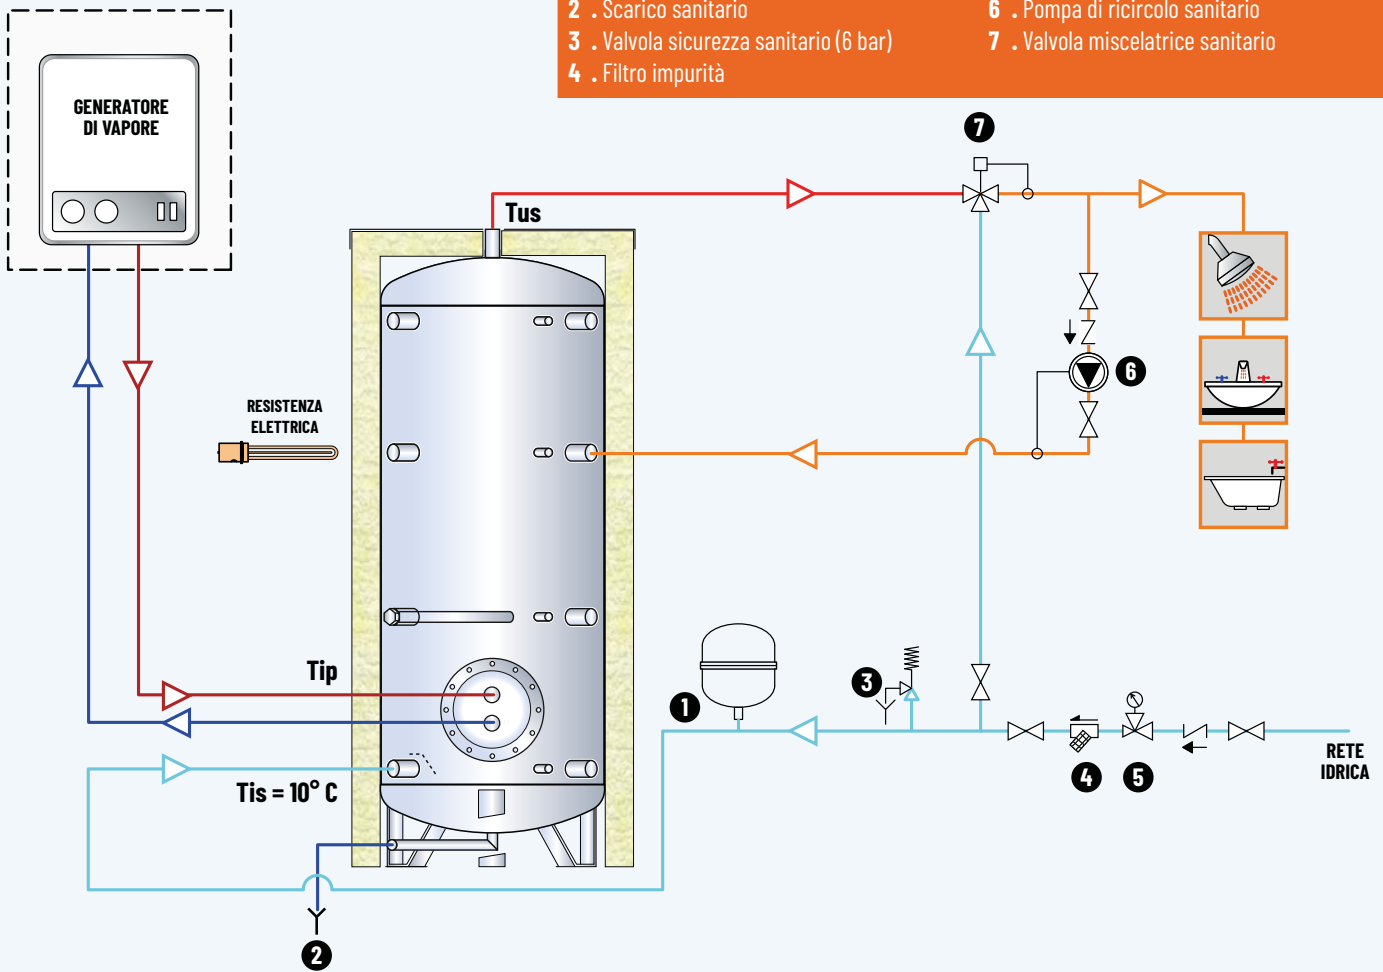 2 . Scarico sanitario
3 . Valvola sicurezza sanitario (6 bar)
4 . Filtro impurità
6 . Pompa di ricircolo sanitario
7 . Valvola miscelatrice sanitario
GENERATORE
DI VAPORE
7
Tus
6
RESISTENZA
ELETTRICA
Tip
3
1
RETE
IDRICA
4
5
Tis = 10° C
2